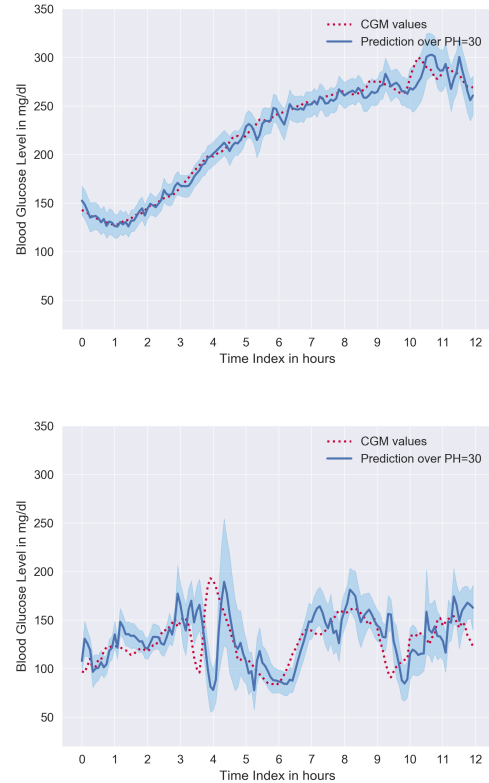 350
300
250
200
150
100
50
Blood Glucose Level in mg/dl
CGM values
Prediction over PH=30
0 1 2 3 4 5 6 7 8 9 10 11 12
Time Index in hours
350
300
250
200
150
100
50
Blood Glucose Level in mg/dl
CGM values
Prediction over PH=30
0 1 2 3 4 5 6 7 8 9 10 11 12
Time Index in hours